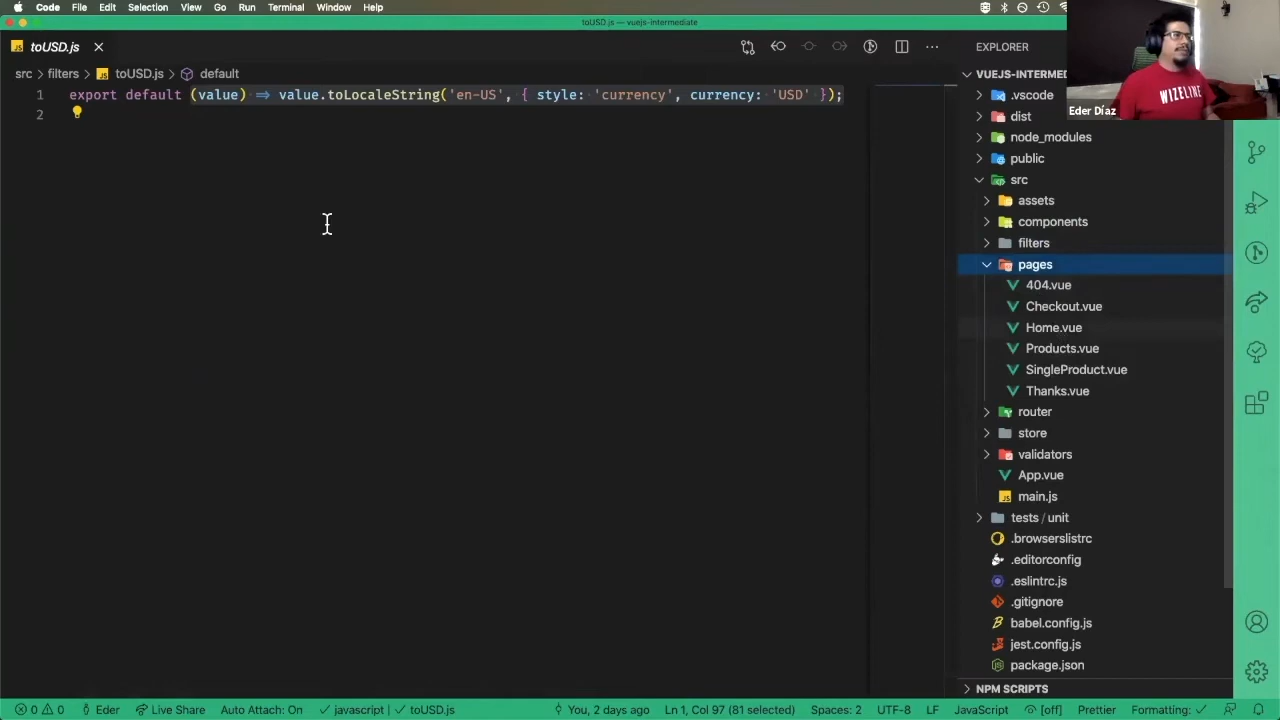 Code File Edit Selection View Go Run Terminal Window Help
toUSD.js — vuejs-intermediate
toUSD.js
src > filters > toUSD.js > default
1 export default (value) => value.toLocaleString('en-US', { style: 'currency', currency: 'USD' });
2
EXPLORER
VUEJS-INTERMED
.vscode
dist
node_modules
public
src
assets
components
filters
pages
404.vue
Checkout.vue
Home.vue
Products.vue
SingleProduct.vue
Thanks.vue
router
store
validators
App.vue
main.js
tests / unit
.browserslistrc
.editorconfig
.eslintrc.js
.gitignore
babel.config.js
jest.config.js
package.json
NPM SCRIPTS
WIZELINE
Eder Díaz
0 0 Eder Live Share Auto Attach: On javascript | toUSD.js You, 2 days ago Ln 1, Col 97 (81 selected) Spaces: 2 UTF-8 LF JavaScript [off] Prettier Formatting: